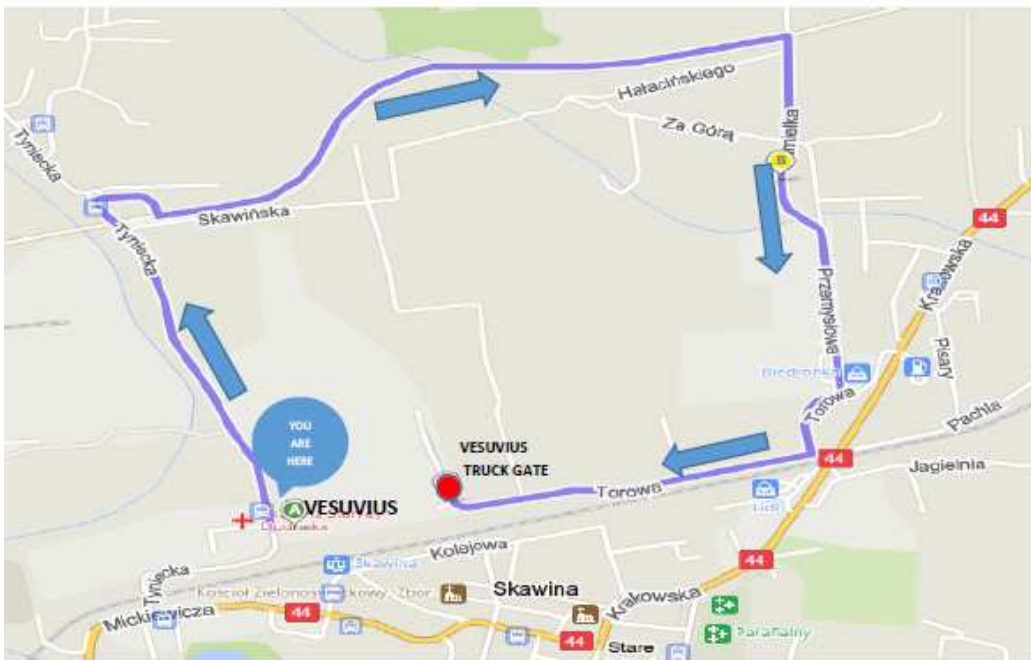 Hałacińskiego
Za Górą
B
Tyniecka
44
Krakowska
Skawińska
Tyniecka
Przemysłowa
Pisary
Biedronka
Torowa
Pachla
YOU
ARE
HERE
VESUVIUS
TRUCK GATE
44
Jagielnia
Torowa
Lidl
A
VESUVIUS
Kolejowa
Skawina
44
Tyniecka
Skawina
Krakowska
Mickiewicza
44
44
Stare
Parafialny